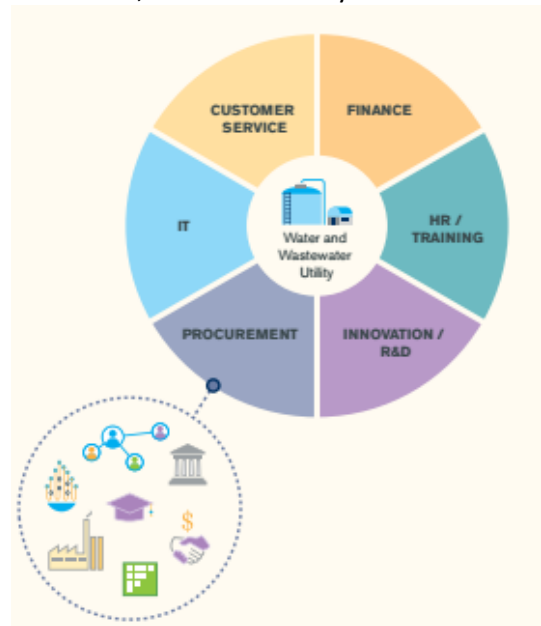 CUSTOMER
SERVICE
FINANCE
IT
HR /
TRAINING
Water and
Wastewater
Utility
PROCUREMENT
INNOVATION /
R&D
$